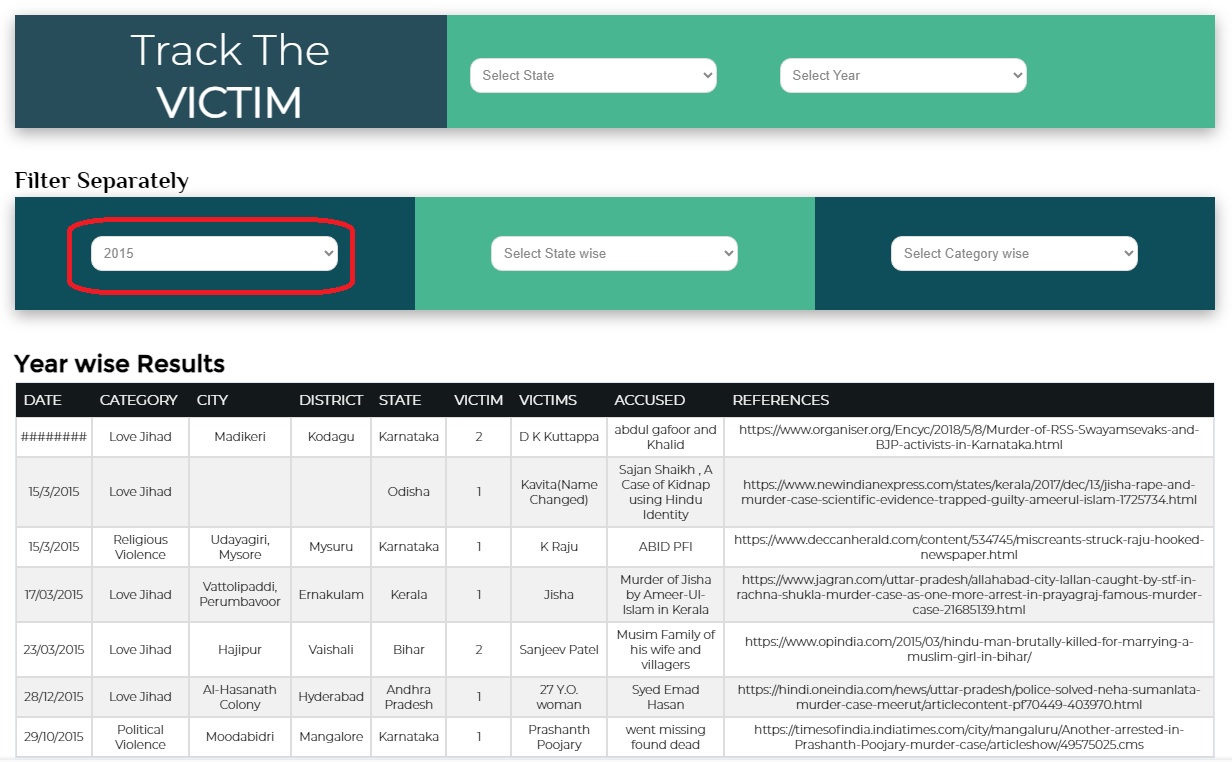 Track The
VICTIM
Select State
Select Year
Filter Separately
2015
Select State wise
Select Category wise
Year wise Results
DATE CATEGORY CITY DISTRICT STATE VICTIM VICTIMS ACCUSED REFERENCES
######## Love Jihad Madikeri Kodagu Karnataka 2 D K Kuttappa abdul gafoor and
Khalid
https://www.organiser.org/Encyc/2018/5/8/Murder-of-RSS-Swayamsevaks-and-
BJP-activists-in-Karnataka.html
15/3/2015 Love Jihad Odisha 1 Kavita(Name
Changed)
Sajan Shaikh , A
Case of Kidnap
using Hindu
Identity
https://www.newindianexpress.com/states/kerala/2017/dec/13/jisha-rape-and-
murder-case-scientific-evidence-trapped-guilty-ameerul-islam-1725734.html
15/3/2015 Religious
Violence
Udayagiri,
Mysore
Mysuru Karnataka 1 K Raju ABID PFI
https://www.deccanherald.com/content/534745/miscreants-struck-raju-hooked-
newspaper.html
17/03/2015 Love Jihad Vattolipaddi,
Perumbavoor
Ernakulam Kerala 1 Jisha Murder of Jisha
by Ameer-Ul-
Islam in Kerala
https://www.jagran.com/uttar-pradesh/allahabad-city-lallan-caught-by-stf-in-
rachna-shukla-murder-case-as-one-more-arrest-in-prayagraj-famous-murder-
case-21685139.html
23/03/2015 Love Jihad Hajipur Vaishali Bihar 2 Sanjeev Patel Musim Family of
his wife and
villagers
https://www.opindia.com/2015/03/hindu-man-brutally-killed-for-marrying-a-
muslim-girl-in-bihar/
28/12/2015 Love Jihad Al-Hasanath
Colony
Hyderabad Andhra
Pradesh
1 27 Y.O.
woman
Syed Emad
Hasan
https://hindi.oneindia.com/news/uttar-pradesh/police-solved-neha-sumanlata-
murder-case-meerut/articlecontent-pf70449-403970.html
29/10/2015 Political
Violence
Moodabidri Mangalore Karnataka 1 Prashanth
Poojary
went missing
found dead
https://timesofindia.indiatimes.com/city/mangaluru/Another-arrested-in-
Prashanth-Poojary-murder-case/articleshow/49575025.cms